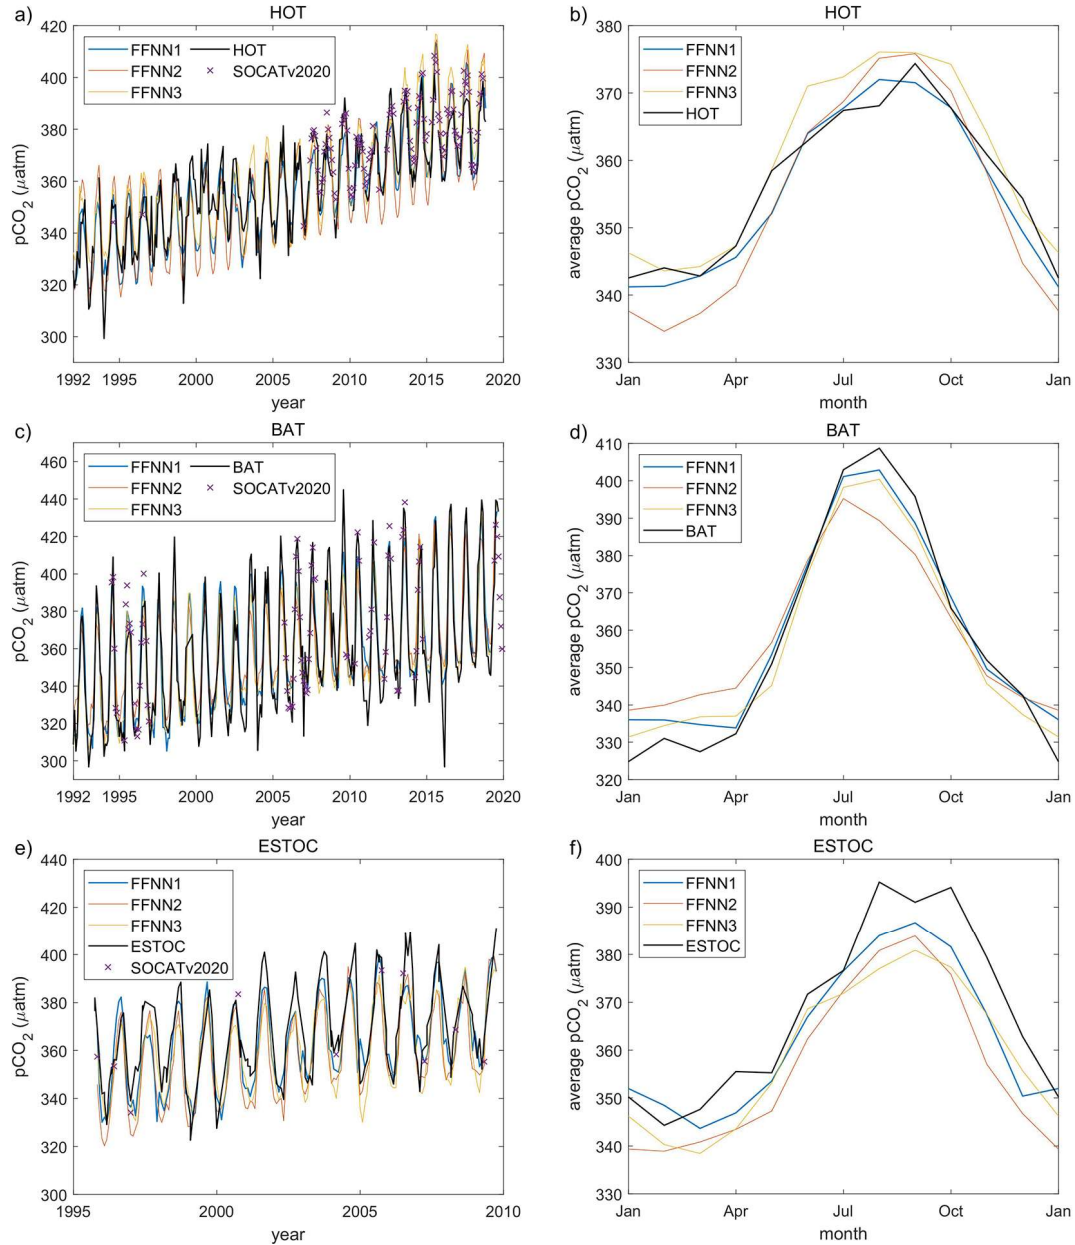 a) HOT
FFNN1 HOT
FFNN2 SOCATv2020
FFNN3
pCO2 (µatm)
420
400
380
360
340
320
300
1992 1995 2000 2005 2010 2015 2020
year
b) HOT
FFNN1
FFNN2
FFNN3
HOT
average pCO2 (µatm)
380
370
360
350
340
330
Jan Apr Jul Oct Jan
month
c) BAT
FFNN1 BAT
FFNN2 SOCATv2020
FFNN3
pCO2 (µatm)
460
440
420
400
380
360
340
320
300
1992 1995 2000 2005 2010 2015 2020
year
d) BAT
FFNN1
FFNN2
FFNN3
BAT
average pCO2 (µatm)
410
400
390
380
370
360
350
340
330
320
Jan Apr Jul Oct Jan
month
e) ESTOC
FFNN1
FFNN2
FFNN3
ESTOC
SOCATv2020
pCO2 (µatm)
440
420
400
380
360
340
320
300
1995 2000 2005 2010
year
f) ESTOC
FFNN1
FFNN2
FFNN3
ESTOC
average pCO2 (µatm)
400
390
380
370
360
350
340
330
Jan Apr Jul Oct Jan
month